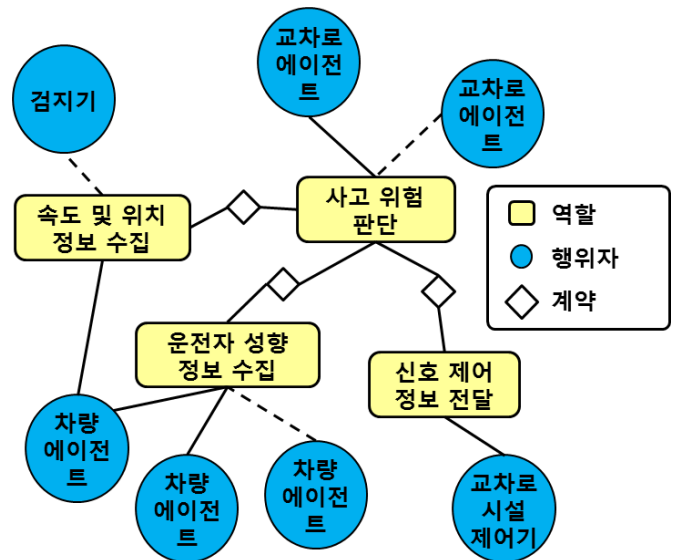 교차로
에이전
트
검지기
교차로
에이전
트
사고 위험
판단
속도 및 위치
정보 수집
역할
행위자
계약
운전자 성향
정보 수집
신호 제어
정보 전달
차량
에이전
트
차량
에이전
트
차량
에이전
트
교차로
시설
제어기